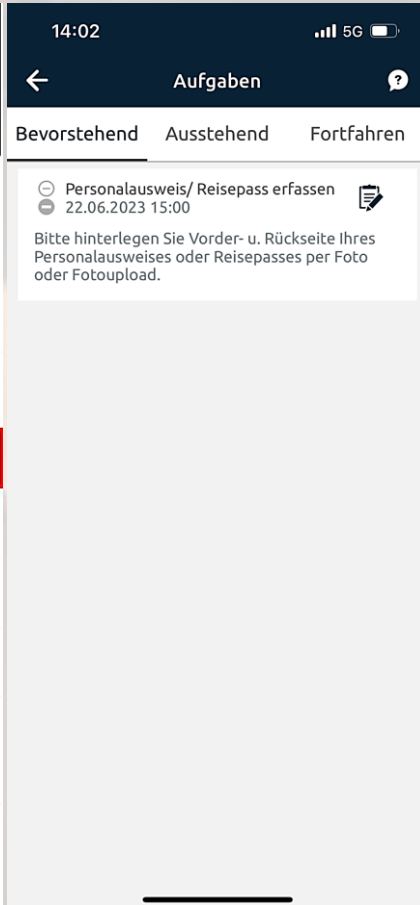 14:02 5G
Aufgaben
Bevorstehend Ausstehend Fortfahren
Personalausweis/ Reisepass erfassen
22.06.2023 15:00
Bitte hinterlegen Sie Vorder- u. Rückseite Ihres
Personalausweises oder Reisepasses per Foto
oder Fotoupload.